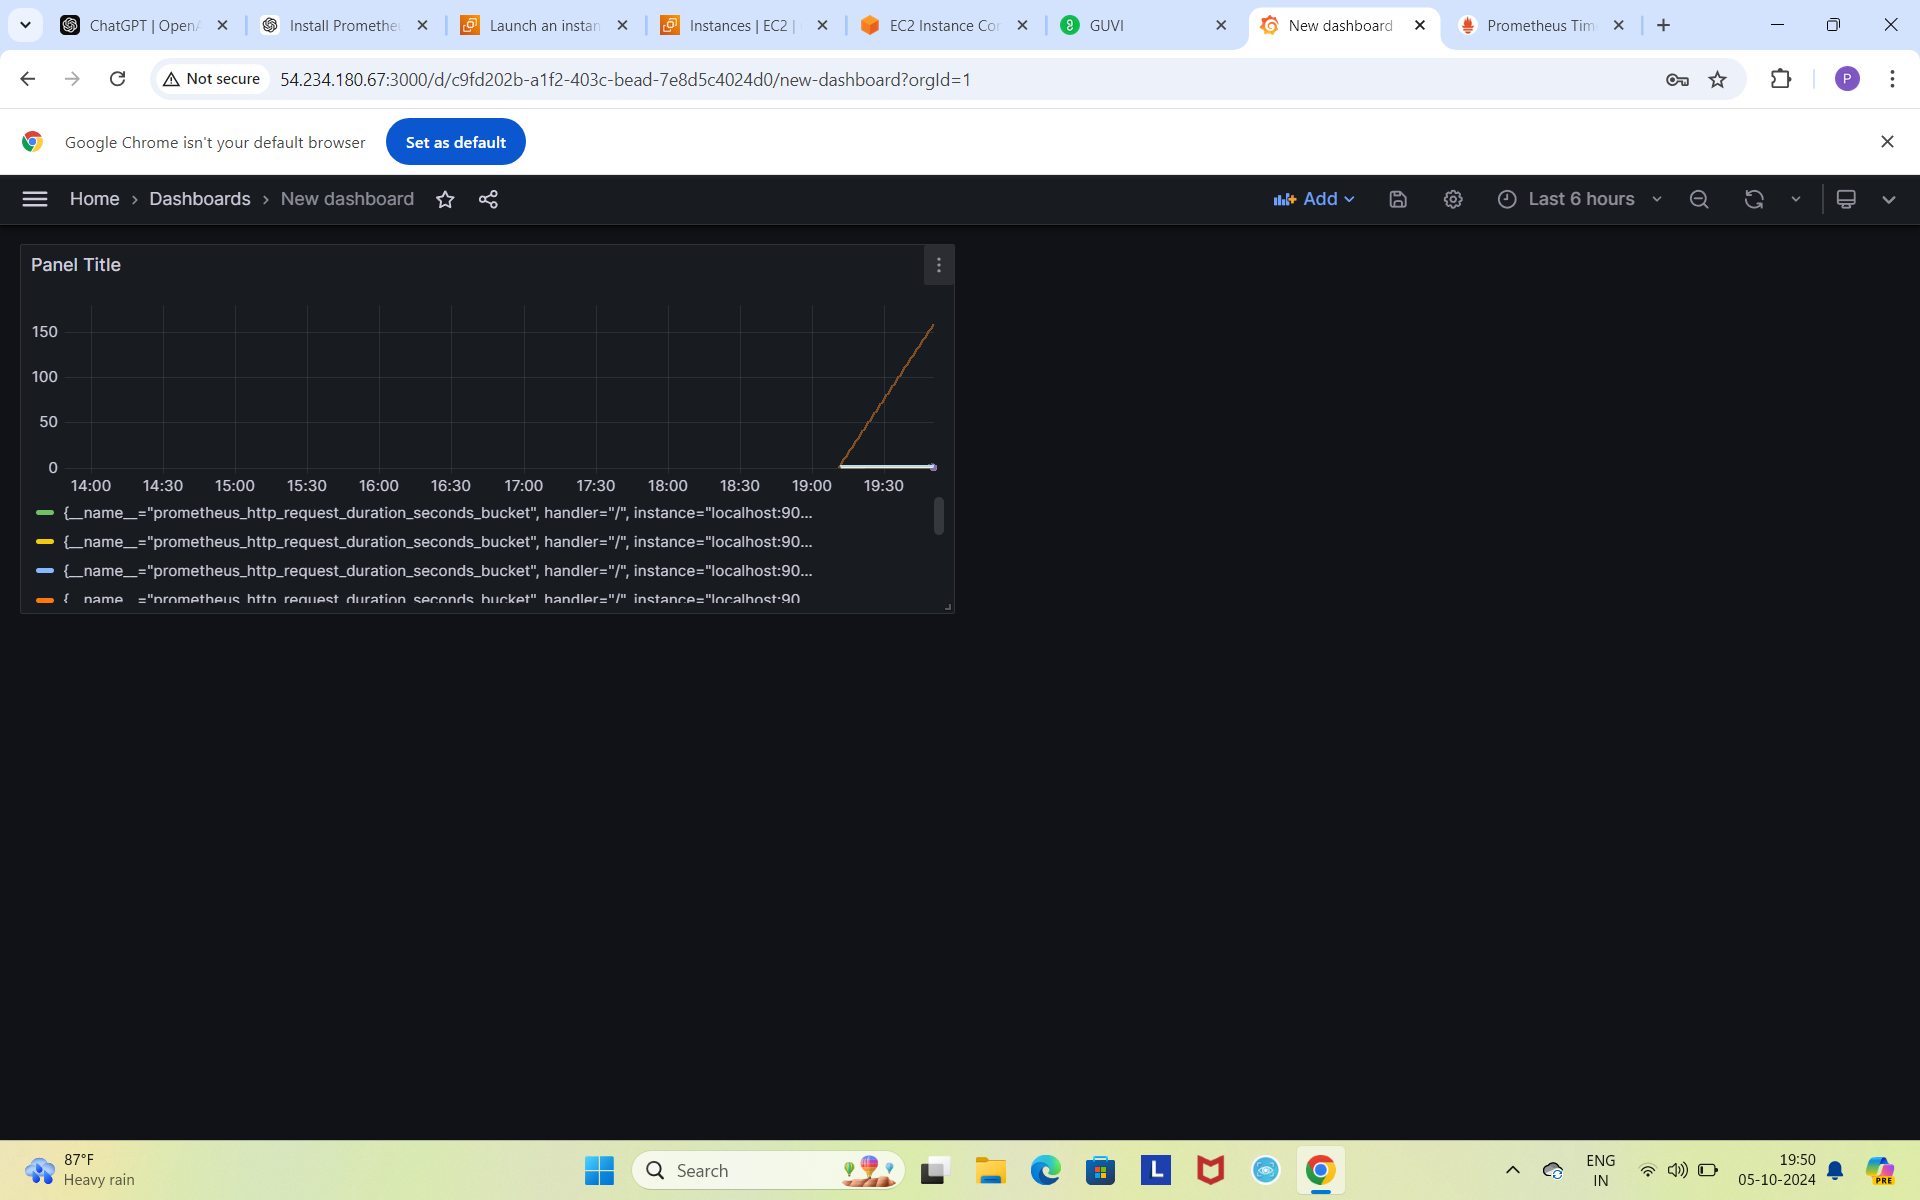 ChatGPT | OpenA
Install Promethe
Launch an instan
Instances | EC2 |
EC2 Instance Con
GUVI
New dashboard
Prometheus Tim
Not secure
54.234.180.67:3000/d/c9fd202b-a1f2-403c-bead-7e8d5c4024d0/new-dashboard?orgId=1
P
Google Chrome isn't your default browser
Set as default
Home › Dashboards › New dashboard
Add
Last 6 hours
Panel Title
150
100
50
0
14:00 14:30 15:00 15:30 16:00 16:30 17:00 17:30 18:00 18:30 19:00 19:30
{__name__="prometheus_http_request_duration_seconds_bucket", handler="/", instance="localhost:90...
{__name__="prometheus_http_request_duration_seconds_bucket", handler="/", instance="localhost:90...
{__name__="prometheus_http_request_duration_seconds_bucket", handler="/", instance="localhost:90...
{__name__="prometheus_http_request_duration_seconds_bucket", handler="/", instance="localhost:90
87°F
Heavy rain
Search
L
ENG
IN
19:50
05-10-2024
PRE